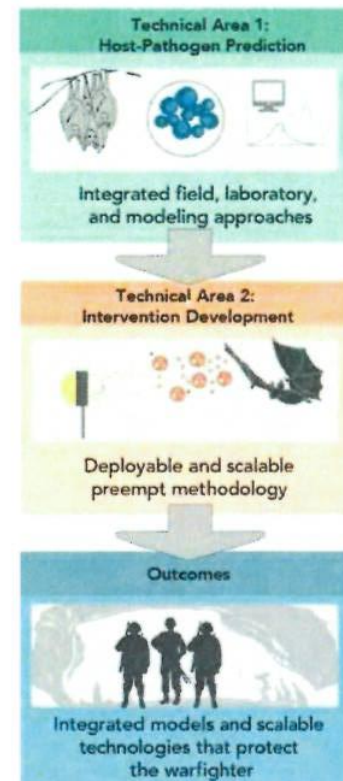 Technical Area 1:
Host-Pathogen Prediction
Integrated field, laboratory,
and modeling approaches
Technical Area 2:
Intervention Development
Deployable and scalable
preempt methodology
Outcomes
Integrated models and scalable
technologies that protect
the warfighter